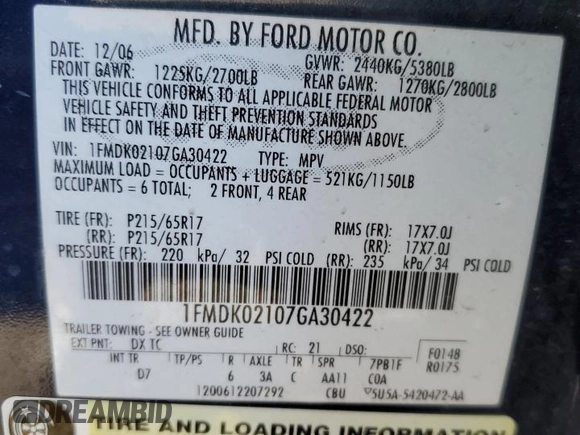 MFD. BY FORD MOTOR CO.
DATE: 12/06 GVWR: 2440KG/5380LB
FRONT GAWR: 1225KG/2700LB REAR GAWR: 1270KG/2800LB
THIS VEHICLE CONFORMS TO ALL APPLICABLE FEDERAL MOTOR
VEHICLE SAFETY AND THEFT PREVENTION STANDARDS
IN EFFECT ON THE DATE OF MANUFACTURE SHOWN ABOVE.
VIN: 1FMDK02107GA30422 TYPE: MPV
MAXIMUM LOAD = OCCUPANTS + LUGGAGE = 521KG/1150LB
OCCUPANTS = 6 TOTAL; 2 FRONT, 4 REAR
TIRE (FR): P215/65R17 RIMS (FR): 17X7.0J
(RR): P215/65R17 (RR): 17X7.0J
PRESSURE (FR): 220 kPa/ 32 PSI COLD (RR): 235 kPa/ 34 PSI COLD
1FMDK02107GA30422
TRAILER TOWING - SEE OWNER GUIDE
EXT PNT: DX TC RC: 21 DSO: F0148
INT TR TP/PS R AXLE TR SPR 7PB1F R0175
D7 6 3A C AA11 COA
1200612207292 CBU 5U5A-5420472-AA
DREAMBID
TIRE AND LOADING INFORMATION